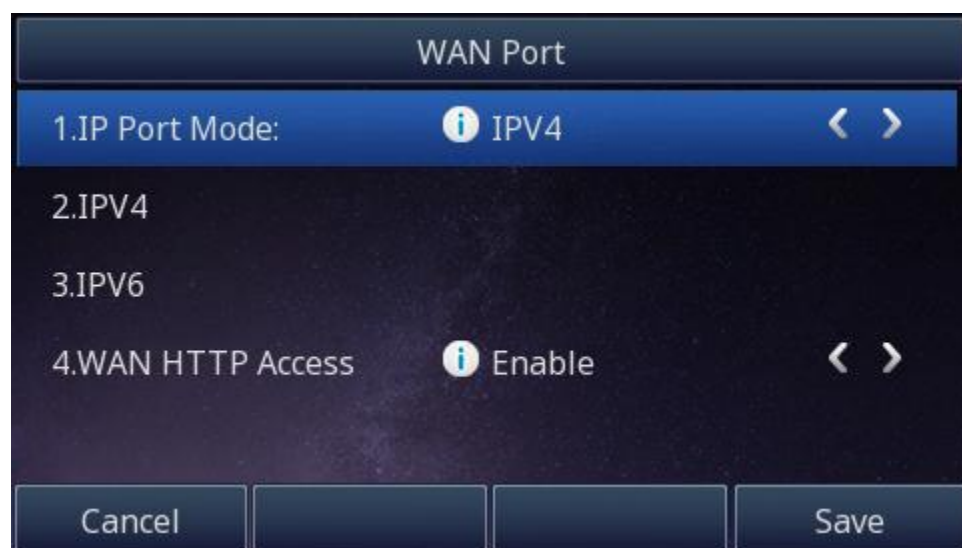 WAN Port
1.IP Port Mode: IPV4
2.IPV4
3.IPV6
4.WAN HTTP Access Enable
Cancel Save